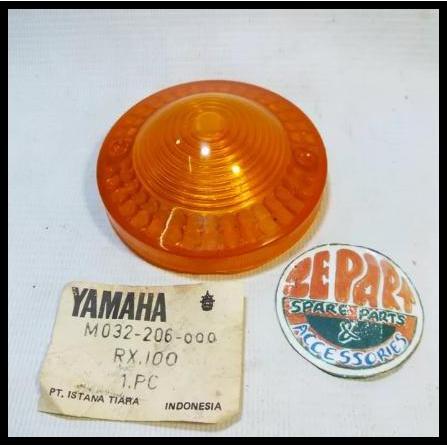 YAMAHA
M032-206-000
RX.100
1.PC
PT. ISTANA TIARA INDONESIA
ZEPART
SPARE PARTS
&
ACCESSORIES